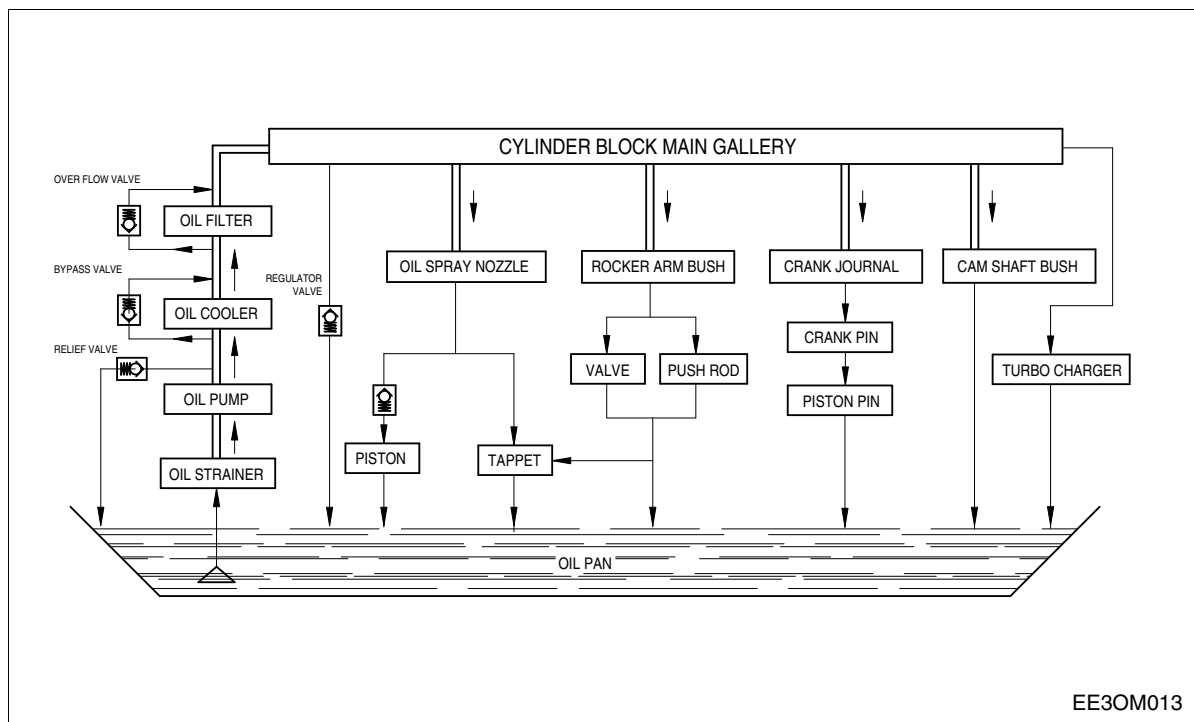 CYLINDER BLOCK MAIN GALLERY
OVER FLOW VALVE
OIL FILTER
BYPASS VALVE
OIL COOLER
RELIEF VALVE
OIL PUMP
OIL STRAINER
REGULATOR
VALVE
OIL SPRAY NOZZLE
PISTON
TAPPET
ROCKER ARM BUSH
VALVE
PUSH ROD
CRANK JOURNAL
CRANK PIN
PISTON PIN
CAM SHAFT BUSH
TURBO CHARGER
OIL PAN
EE3OM013